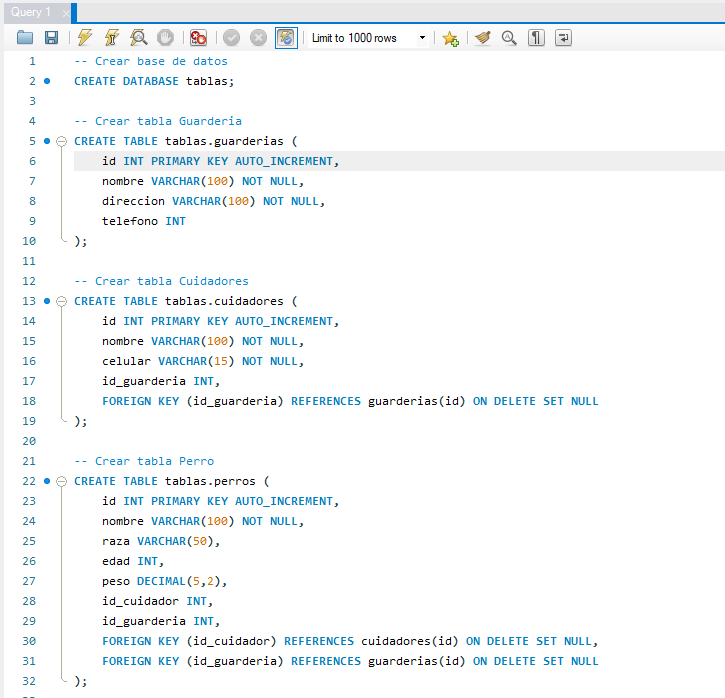 Query 1
Limit to 1000 rows
1 -- Crear base de datos
2 CREATE DATABASE tablas;
3
4 -- Crear tabla Guarderia
5 CREATE TABLE tablas.guarderias (
6 id INT PRIMARY KEY AUTO_INCREMENT,
7 nombre VARCHAR(100) NOT NULL,
8 direccion VARCHAR(100) NOT NULL,
9 telefono INT
10 );
11
12 -- Crear tabla Cuidadores
13 CREATE TABLE tablas.cuidadores (
14 id INT PRIMARY KEY AUTO_INCREMENT,
15 nombre VARCHAR(100) NOT NULL,
16 celular VARCHAR(15) NOT NULL,
17 id_guarderia INT,
18 FOREIGN KEY (id_guarderia) REFERENCES guarderias(id) ON DELETE SET NULL
19 );
20
21 -- Crear tabla Perro
22 CREATE TABLE tablas.perros (
23 id INT PRIMARY KEY AUTO_INCREMENT,
24 nombre VARCHAR(100) NOT NULL,
25 raza VARCHAR(50),
26 edad INT,
27 peso DECIMAL(5,2),
28 id_cuidador INT,
29 id_guarderia INT,
30 FOREIGN KEY (id_cuidador) REFERENCES cuidadores(id) ON DELETE SET NULL,
31 FOREIGN KEY (id_guarderia) REFERENCES guarderias(id) ON DELETE SET NULL
32 );